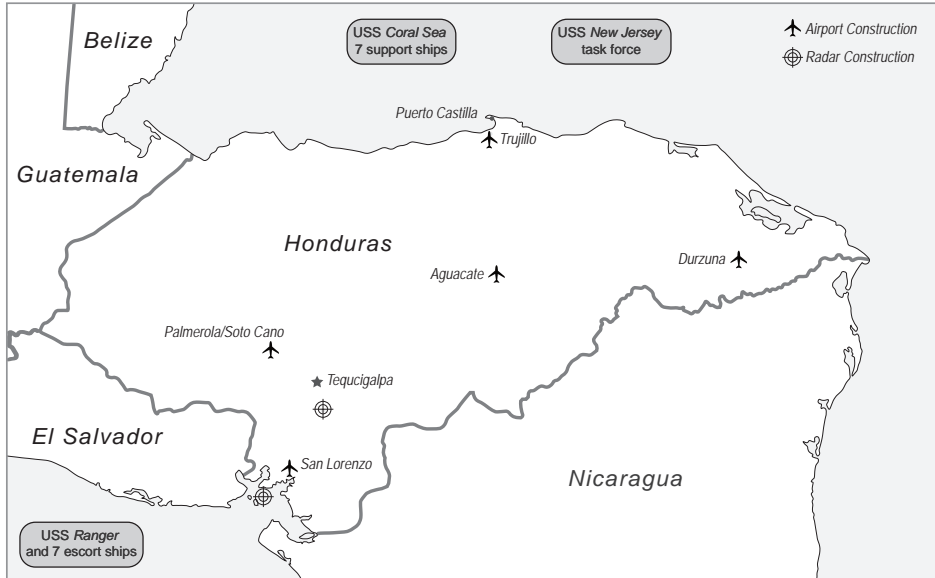 Belize
USS Coral Sea
7 support ships
USS New Jersey
task force
Airport Construction
Radar Construction
Puerto Castilla
Trujillo
Guatemala
Honduras
Aguacate
Durzuna
Palmerola/Soto Cano
Tequcigalpa
El Salvador
San Lorenzo
Nicaragua
USS Ranger
and 7 escort ships